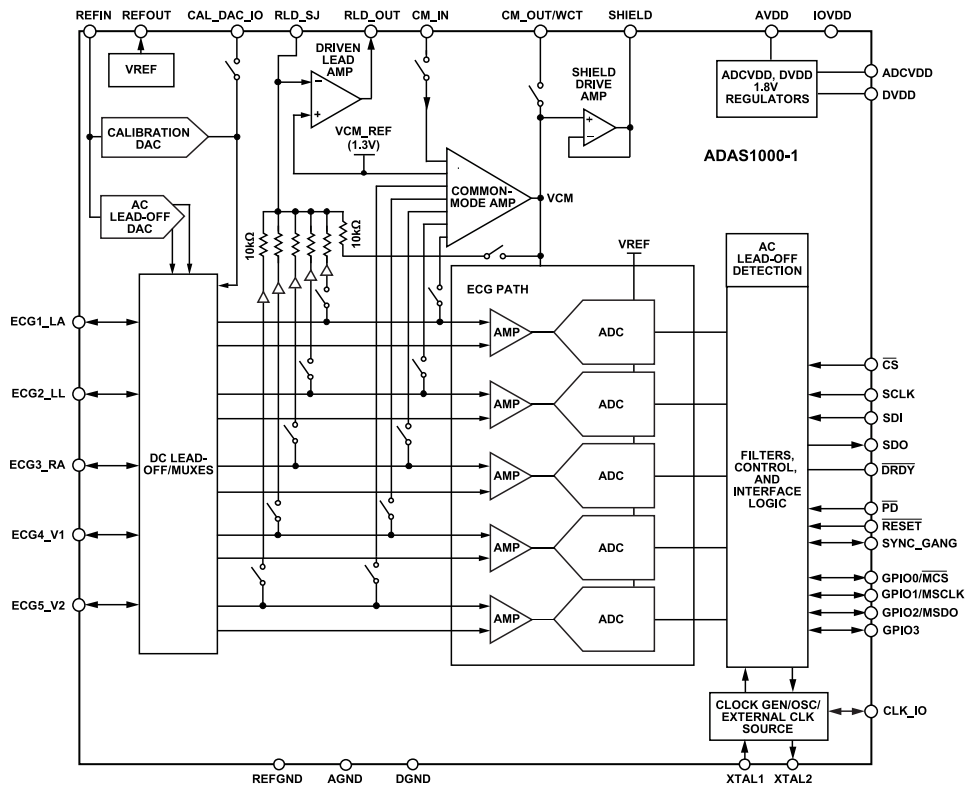 REFIN REFOUT CAL_DAC_IO RLD_SJ RLD_OUT CM_IN CM_OUT/WCT SHIELD AVDD IOVDD
VREF
DRIVEN
LEAD
AMP
SHIELD
DRIVE
AMP
ADCVDD, DVDD
1.8V
REGULATORS
ADCVDD
DVDD
CALIBRATION
DAC
VCM_REF
(1.3V)
ADAS1000-1
AC
LEAD-OFF
DAC
COMMON-
MODE AMP
VCM
10kΩ
10kΩ
VREF
AC
LEAD-OFF
DETECTION
ECG PATH
ECG1_LA
AMP
ADC
ECG2_LL
AMP
ADC
ECG3_RA
DC LEAD-
OFF/MUXES
AMP
ADC
ECG4_V1
AMP
ADC
ECG5_V2
AMP
ADC
FILTERS,
CONTROL,
AND
INTERFACE
LOGIC
CS
SCLK
SDI
SDO
DRDY
PD
RESET
SYNC_GANG
GPIO0/MCS
GPIO1/MSCLK
GPIO2/MSDO
GPIO3
CLOCK GEN/OSC/
EXTERNAL CLK
SOURCE
CLK_IO
REFGND AGND DGND XTAL1 XTAL2